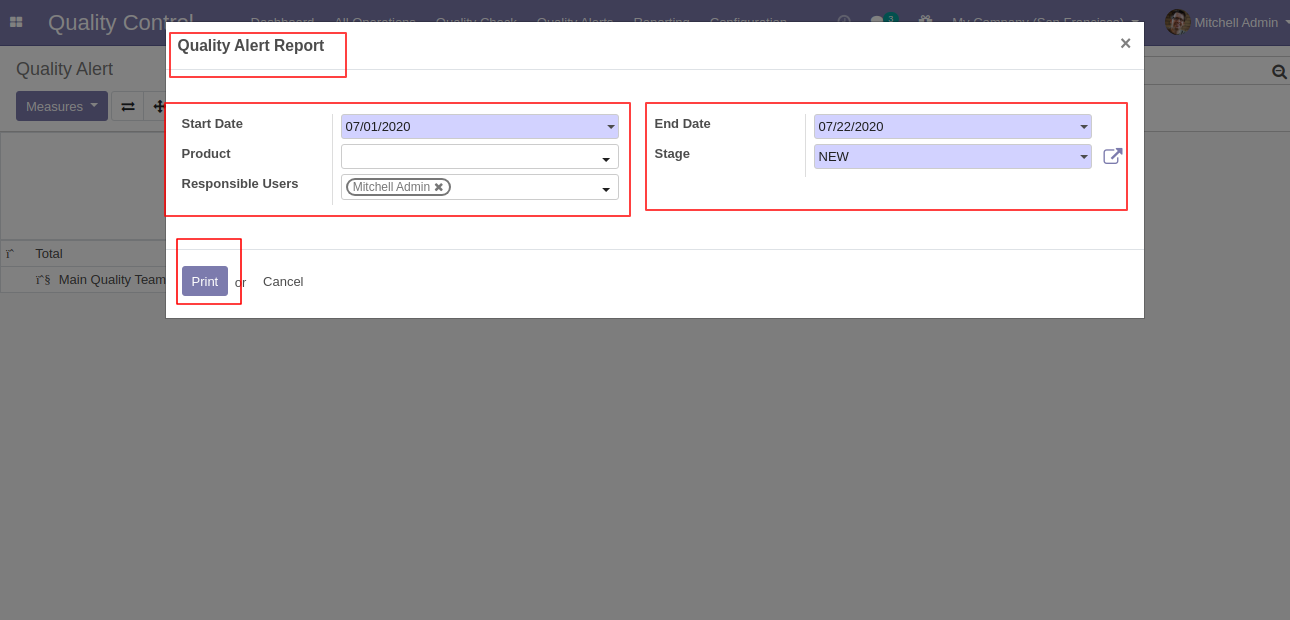 Quality Control Dashboard All Operations Quality Check Quality Alerts Reporting Configuration 3 My Company (San Francisco) Mitchell Admin
Quality Alert Report ×
Quality Alert
Measures
Start Date 07/01/2020 End Date 07/22/2020
Product Stage NEW
Responsible Users Mitchell Admin
Total
Main Quality Team
Print or Cancel